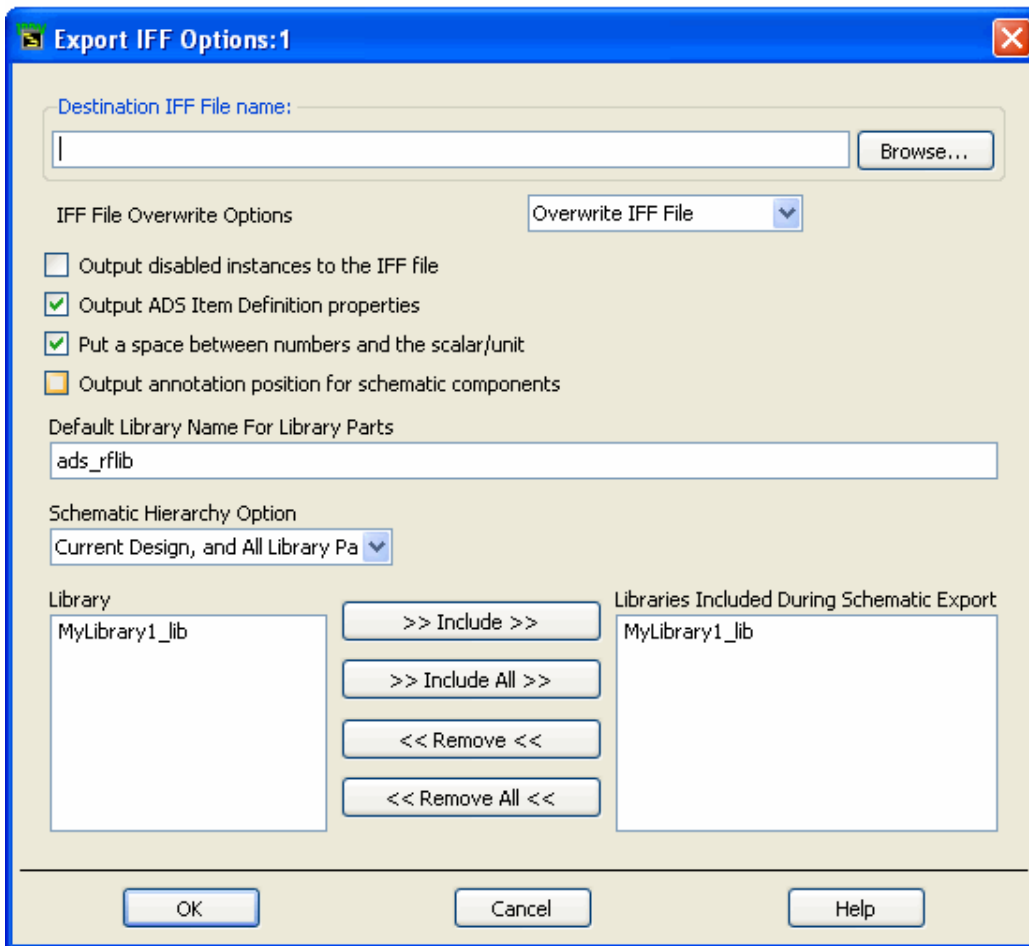 Export IFF Options:1
Destination IFF File name:
Browse...
IFF File Overwrite Options
Overwrite IFF File
Output disabled instances to the IFF file
Output ADS Item Definition properties
Put a space between numbers and the scalar/unit
Output annotation position for schematic components
Default Library Name For Library Parts
ads_rflib
Schematic Hierarchy Option
Current Design, and All Library Pa
Library
MyLibrary1_lib
>> Include >>
>> Include All >>
<< Remove <<
<< Remove All <<
Libraries Included During Schematic Export
MyLibrary1_lib
OK
Cancel
Help